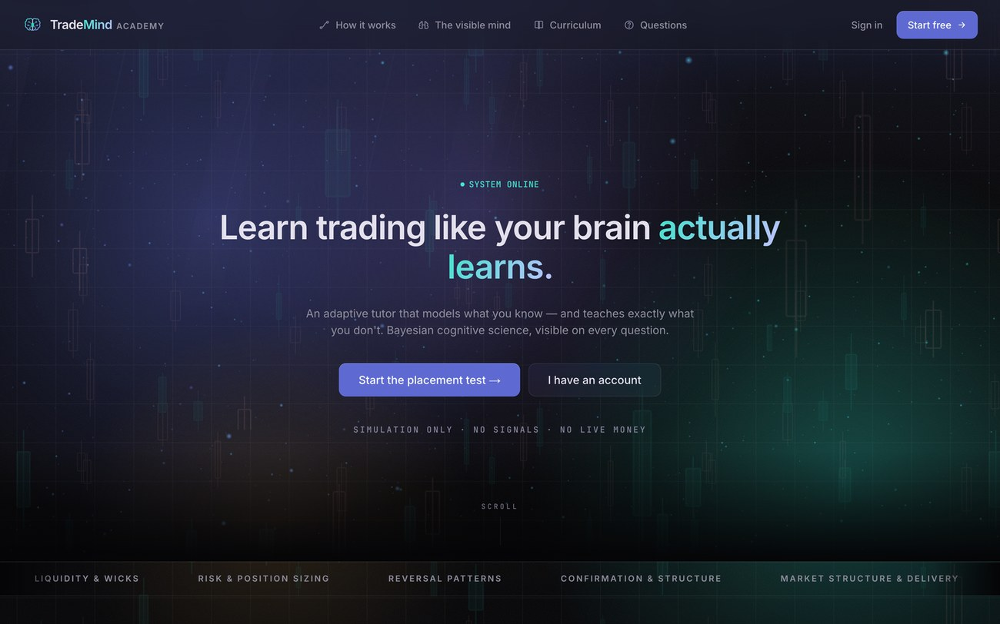 TradeMind ACADEMY
How it works
The visible mind
Curriculum
Questions
Sign in
Start free →
SYSTEM ONLINE
Learn trading like your brain actually
learns.
An adaptive tutor that models what you know — and teaches exactly what
you don't. Bayesian cognitive science, visible on every question.
Start the placement test →
I have an account
SIMULATION ONLY · NO SIGNALS · NO LIVE MONEY
SCROLL
LIQUIDITY & WICKS
RISK & POSITION SIZING
REVERSAL PATTERNS
CONFIRMATION & STRUCTURE
MARKET STRUCTURE & DELIVERY